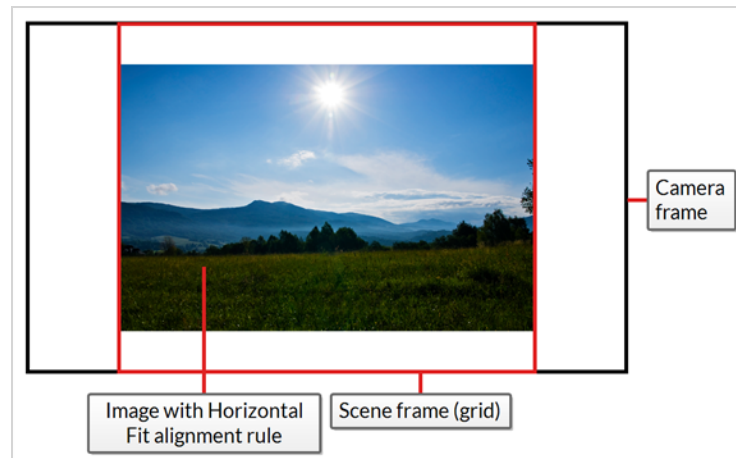 Camera
frame
Image with Horizontal
Fit alignment rule
Scene frame (grid)